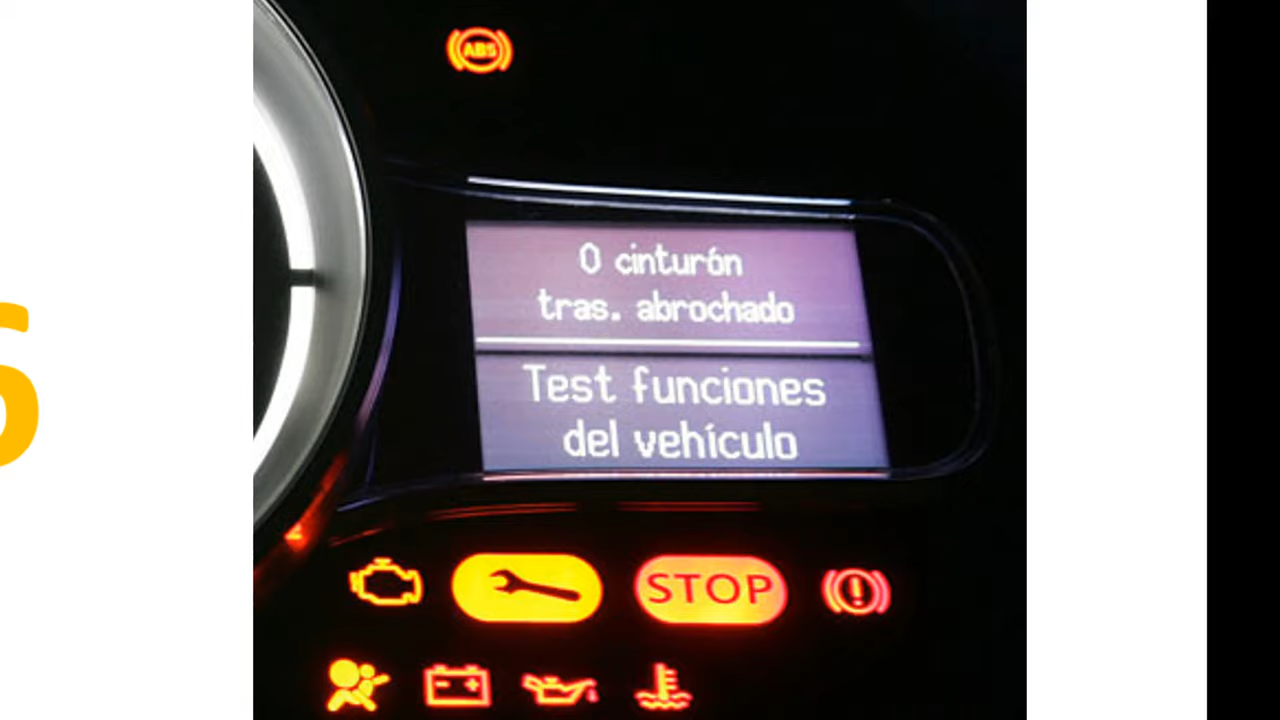 ABS
0 cinturón
tras. abrochado
Test funciones
del vehículo
STOP